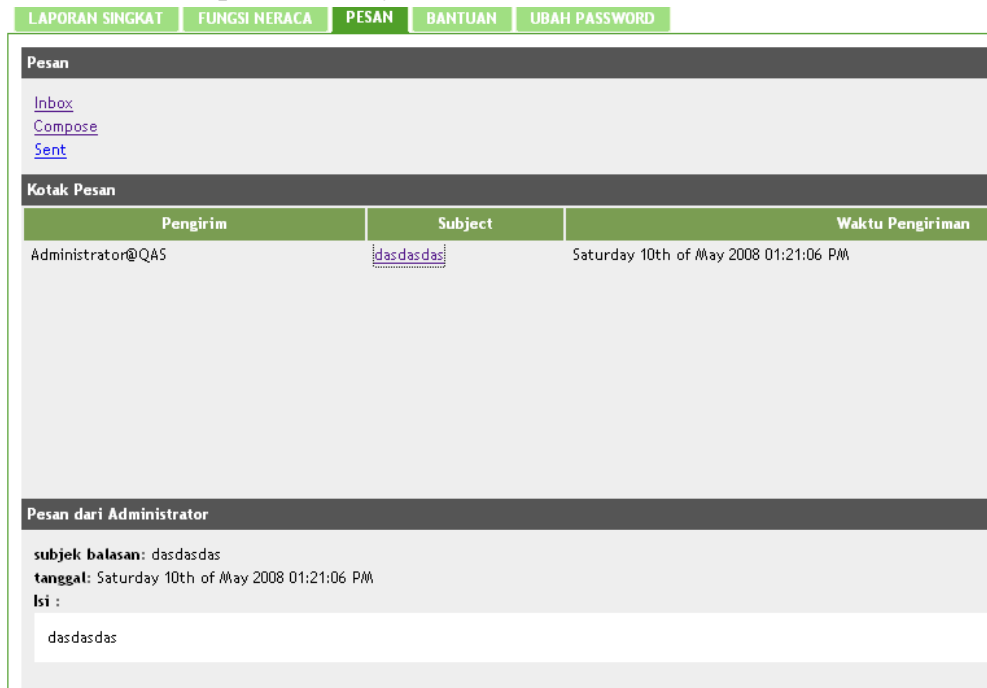 LAPORAN SINGKAT FUNGSI NERACA PESAN BANTUAN UBAH PASSWORD
Pesan
Inbox
Compose
Sent
Kotak Pesan
Pengirim Subject Waktu Pengiriman
Administrator@QAS dasdasdas Saturday 10th of May 2008 01:21:06 PM
Pesan dari Administrator
subjek balasan: dasdasdas
tanggal: Saturday 10th of May 2008 01:21:06 PM
Isi :
dasdasdas